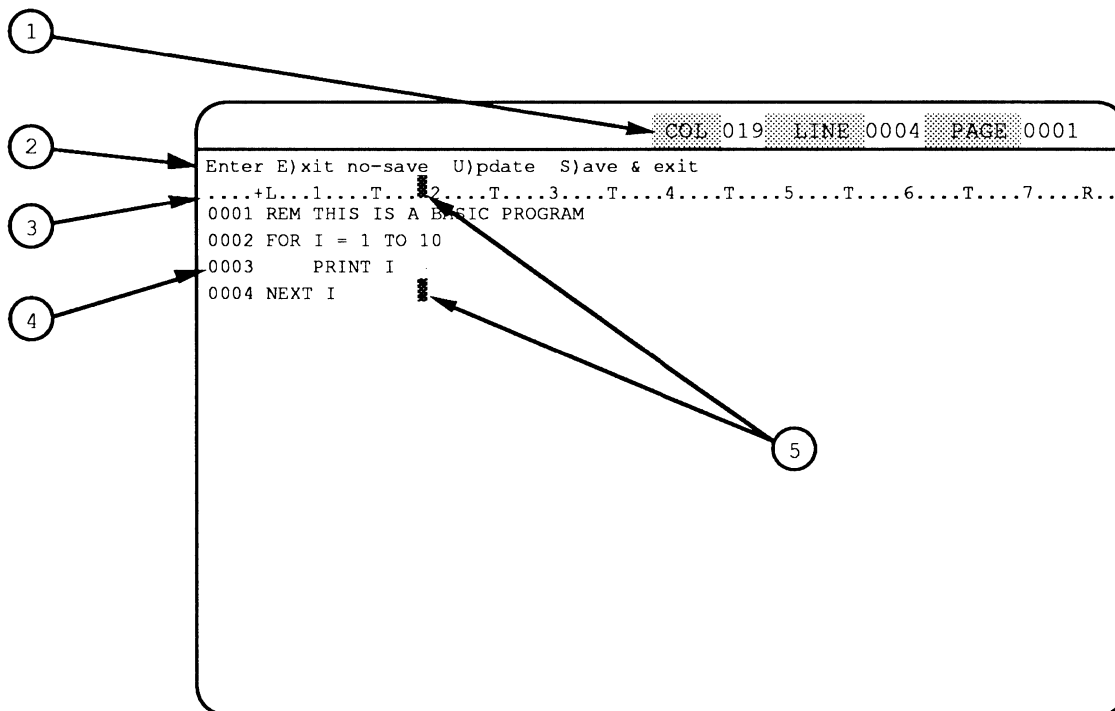 1
COL 019 LINE 0004 PAGE 0001
2
Enter E)xit no-save U)pdate S)ave & exit
3
....+L...1....T....2....T....3....T....4....T....5....T....6....T....7....R..
0001 REM THIS IS A BASIC PROGRAM
0002 FOR I = 1 TO 10
0003 PRINT I
4
0004 NEXT I
5